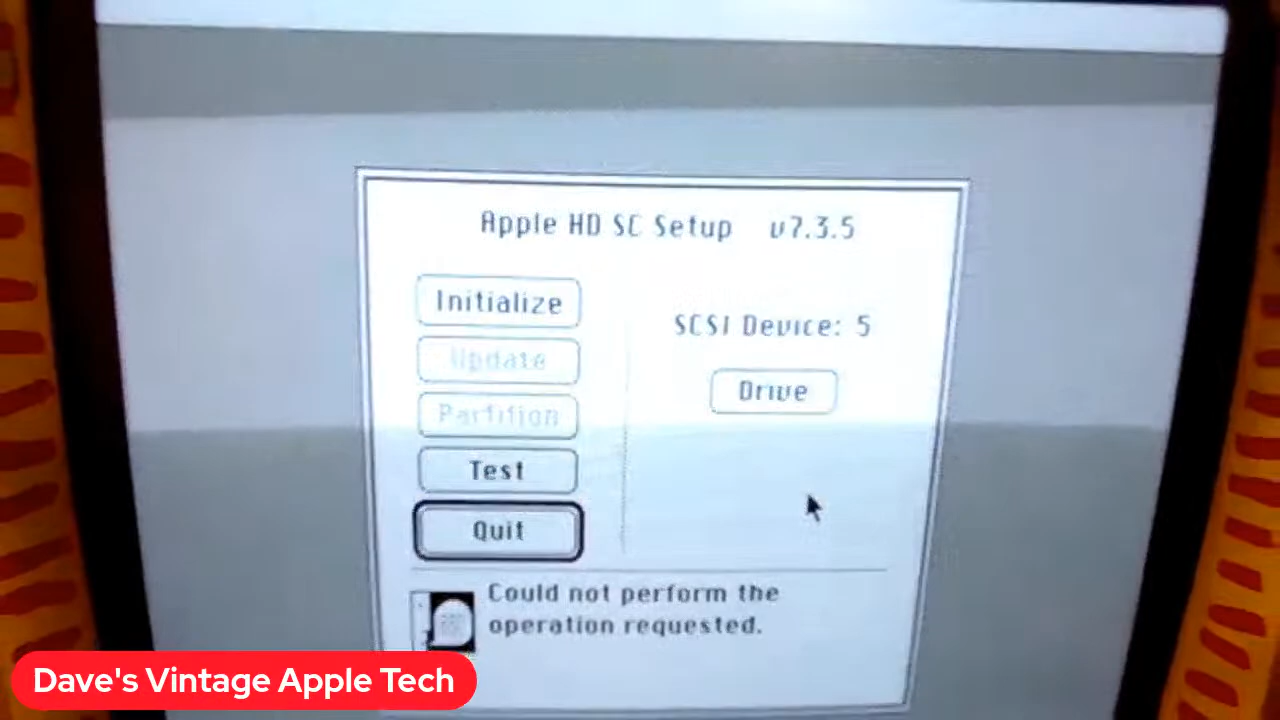 Apple HD SC Setup v7.3.5
Initialize
SCSI Device: 5
Update
Drive
Partition
Test
Quit
Could not perform the
operation requested.
Dave's Vintage Apple Tech